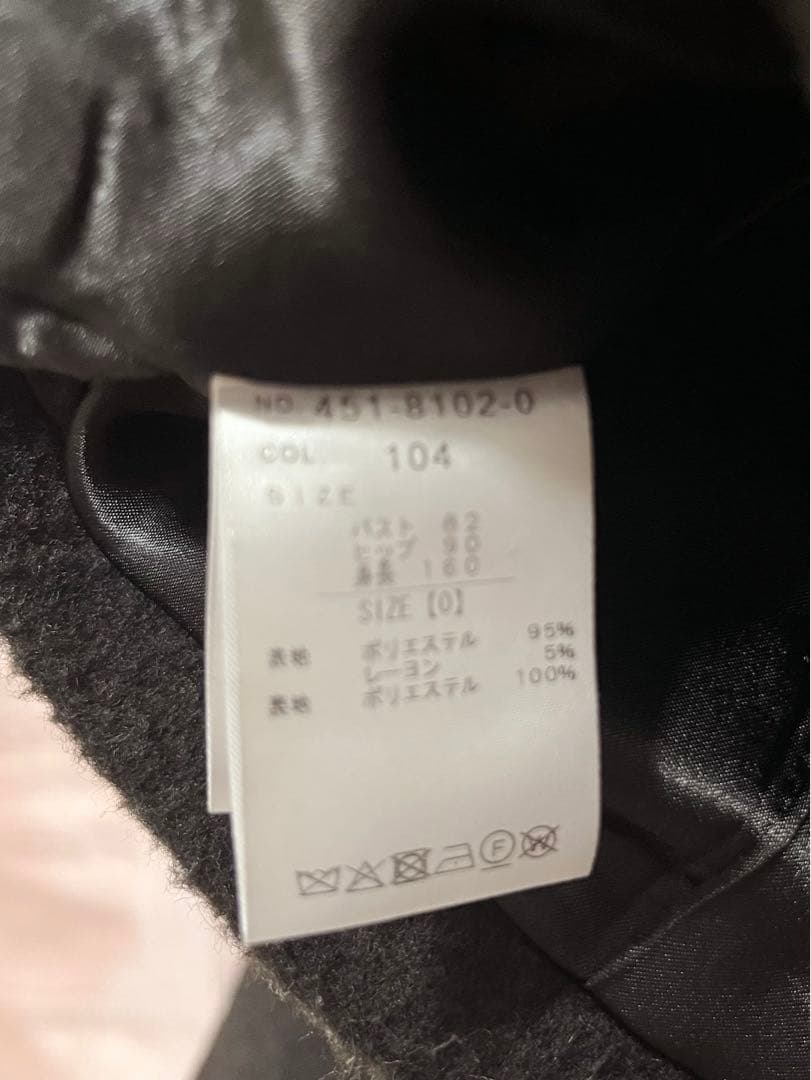 NO. 451-8102-0
COL. 104
SIZE
バスト 82
ヒップ 90
身長 160
SIZE【0】
表地 ポリエステル 95%
レーヨン 5%
裏地 ポリエステル 100%
F
W